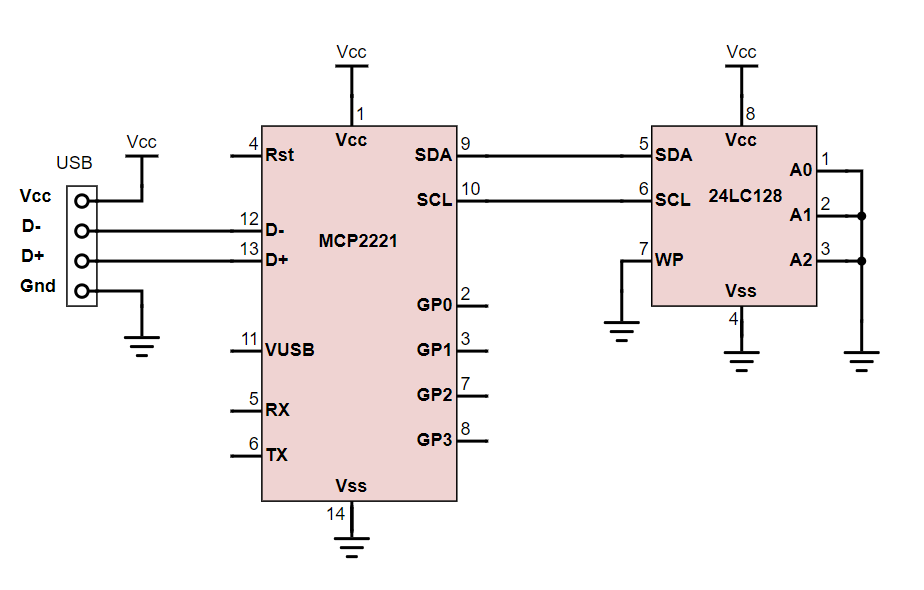 USB
Vcc
Vcc
D-
D+
Gnd
Vcc
1
Vcc
4 Rst
12 D-
13 D+
11 VUSB
5 RX
6 TX
MCP2221
SDA 9
SCL 10
GP0 2
GP1 3
GP2 7
GP3 8
Vss
14
Vcc
8
Vcc
5 SDA
6 SCL
7 WP
24LC128
A0 1
A1 2
A2 3
Vss
4